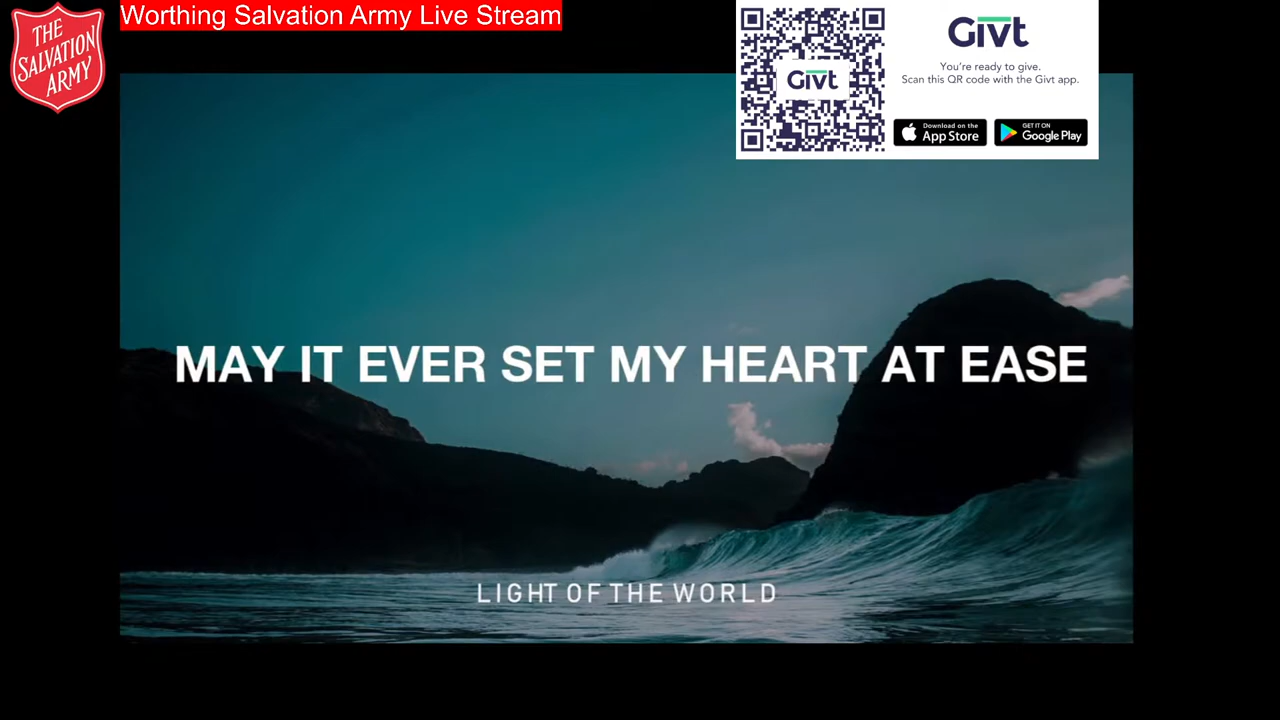 THE
SALVATION
ARMY
Worthing Salvation Army Live Stream
Givt
Givt
You're ready to give.
Scan this QR code with the Givt app.
Download on the
App Store
GET IT ON
Google Play
MAY IT EVER SET MY HEART AT EASE
LIGHT OF THE WORLD